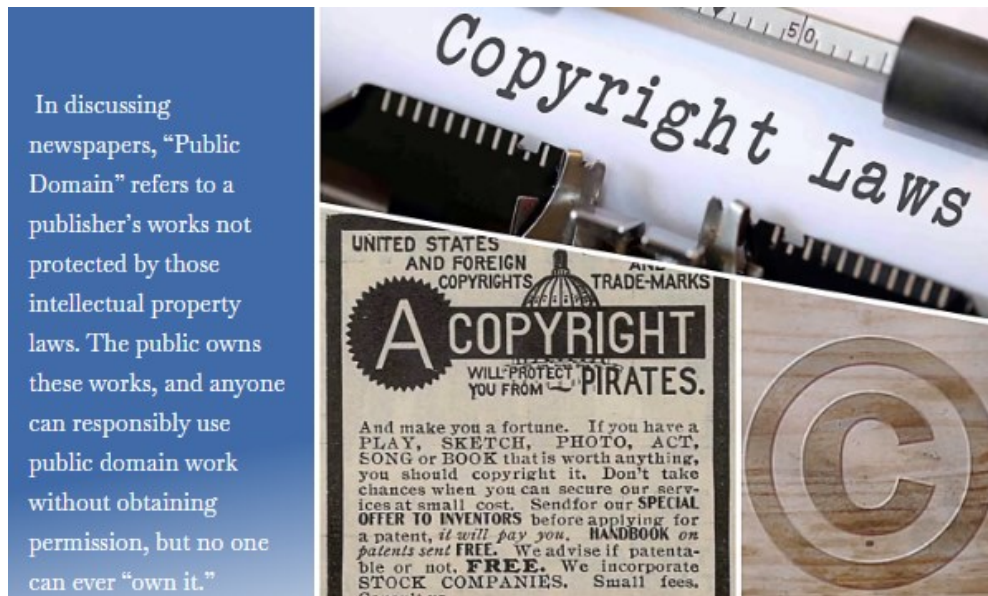 In discussing
newspapers, “Public
Domain” refers to a
publisher’s works not
protected by those
intellectual property
laws. The public owns
these works, and anyone
can responsibly use
public domain work
without obtaining
permission, but no one
can ever “own it.”
50
Copyright Laws
UNITED STATES
AND FOREIGN
COPYRIGHTS
TRADE-MARKS
A COPYRIGHT
WILL PROTECT
YOU FROM PIRATES.
And make you a fortune. If you have a
PLAY, SKETCH, PHOTO, ACT,
SONG or BOOK that is worth anything,
you should copyright it. Don't take
chances when you can secure our serv-
ices at small cost. Send for our SPECIAL
OFFER TO INVENTORS before applying for
a patent, it will pay you. HANDBOOK on
patents sent FREE. We advise if patenta-
ble or not. FREE. We incorporate
STOCK COMPANIES. Small fees.
©